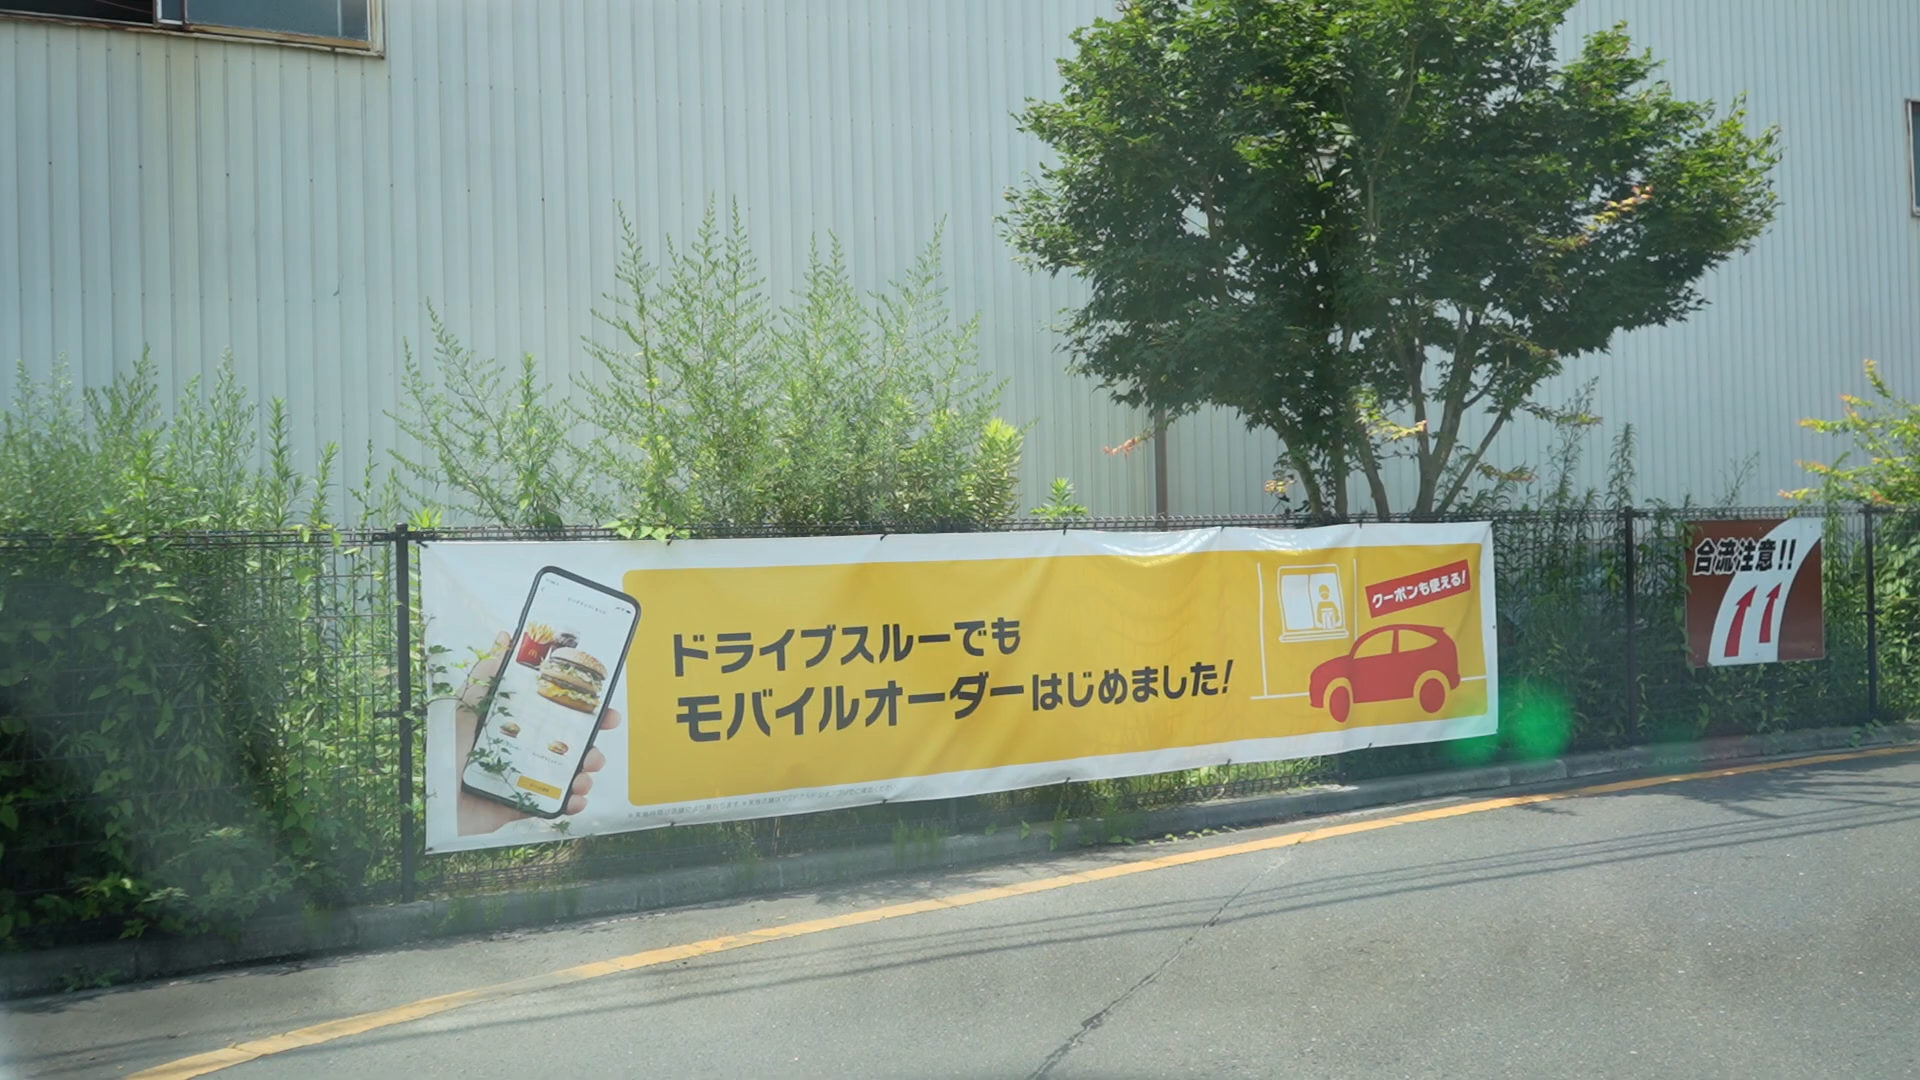 ドライブスルーでも
モバイルオーダーはじめました!
クーポンも使える!
合流注意!!